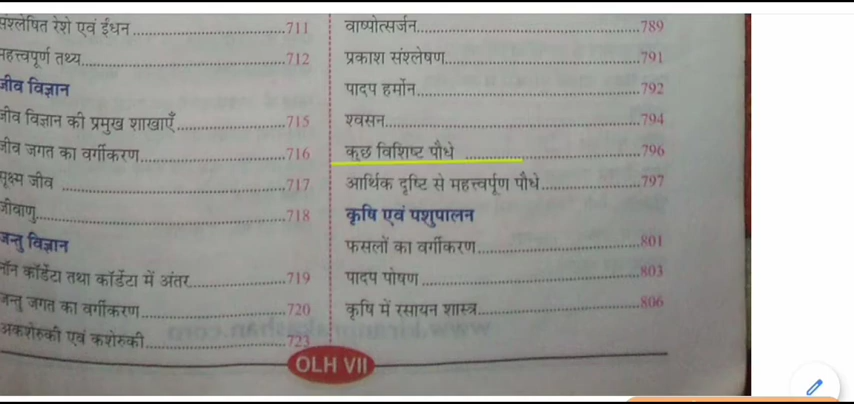 संश्लेषित रेशे एवं ईंधन 711
महत्त्वपूर्ण तथ्य 712
जीव विज्ञान
जीव विज्ञान की प्रमुख शाखाएँ 715
जीव जगत का वर्गीकरण 716
सूक्ष्म जीव 717
जीवाणु 718
जन्तु विज्ञान
नॉन कॉर्डेटा तथा कॉर्डेटा में अंतर 719
जन्तु जगत का वर्गीकरण 720
अकशेरुकी एवं कशेरुकी 723
वाष्पोत्सर्जन 789
प्रकाश संश्लेषण 791
पादप हर्मोन 792
श्वसन 794
कुछ विशिष्ट पौधे 796
आर्थिक दृष्टि से महत्त्वर्पूण पौधे 797
कृषि एवं पशुपालन
फसलों का वर्गीकरण 801
पादप पोषण 803
कृषि में रसायन शास्त्र 806
OLH VII